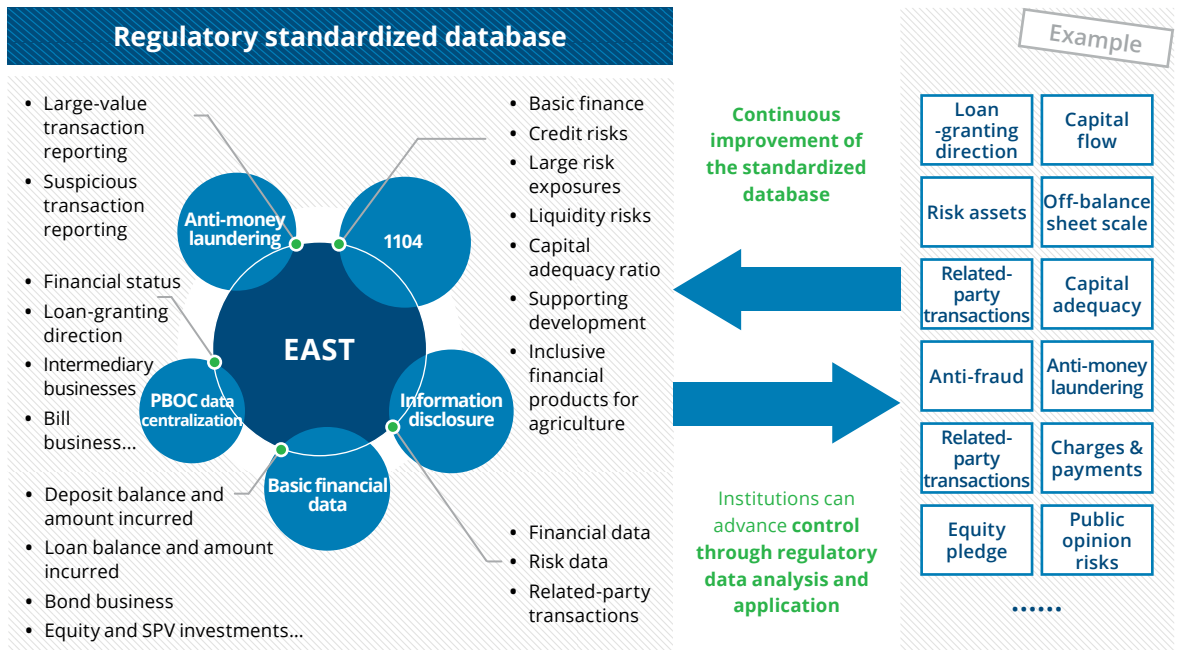 Regulatory standardized database
• Large-value
transaction
reporting
• Suspicious
transaction
reporting
• Financial status
• Loan-granting
direction
• Intermediary
businesses
• Bill
business...
• Deposit balance and
amount incurred
• Loan balance and amount
incurred
• Bond business
• Equity and SPV investments...
Anti-money
laundering
1104
EAST
PBOC data
centralization
Information
disclosure
Basic financial
data
• Basic finance
• Credit risks
• Large risk
exposures
• Liquidity risks
• Capital
adequacy ratio
• Supporting
development
• Inclusive
financial
products for
agriculture
• Financial data
• Risk data
• Related-party
transactions
Continuous
improvement of
the standardized
database
Institutions can
advance control
through regulatory
data analysis and
application
Example
Loan
-granting
direction
Capital
flow
Risk assets
Off-balance
sheet scale
Related-
party
transactions
Capital
adequacy
Anti-fraud
Anti-money
laundering
Related-
party
transactions
Charges &
payments
Equity
pledge
Public
opinion
risks
......